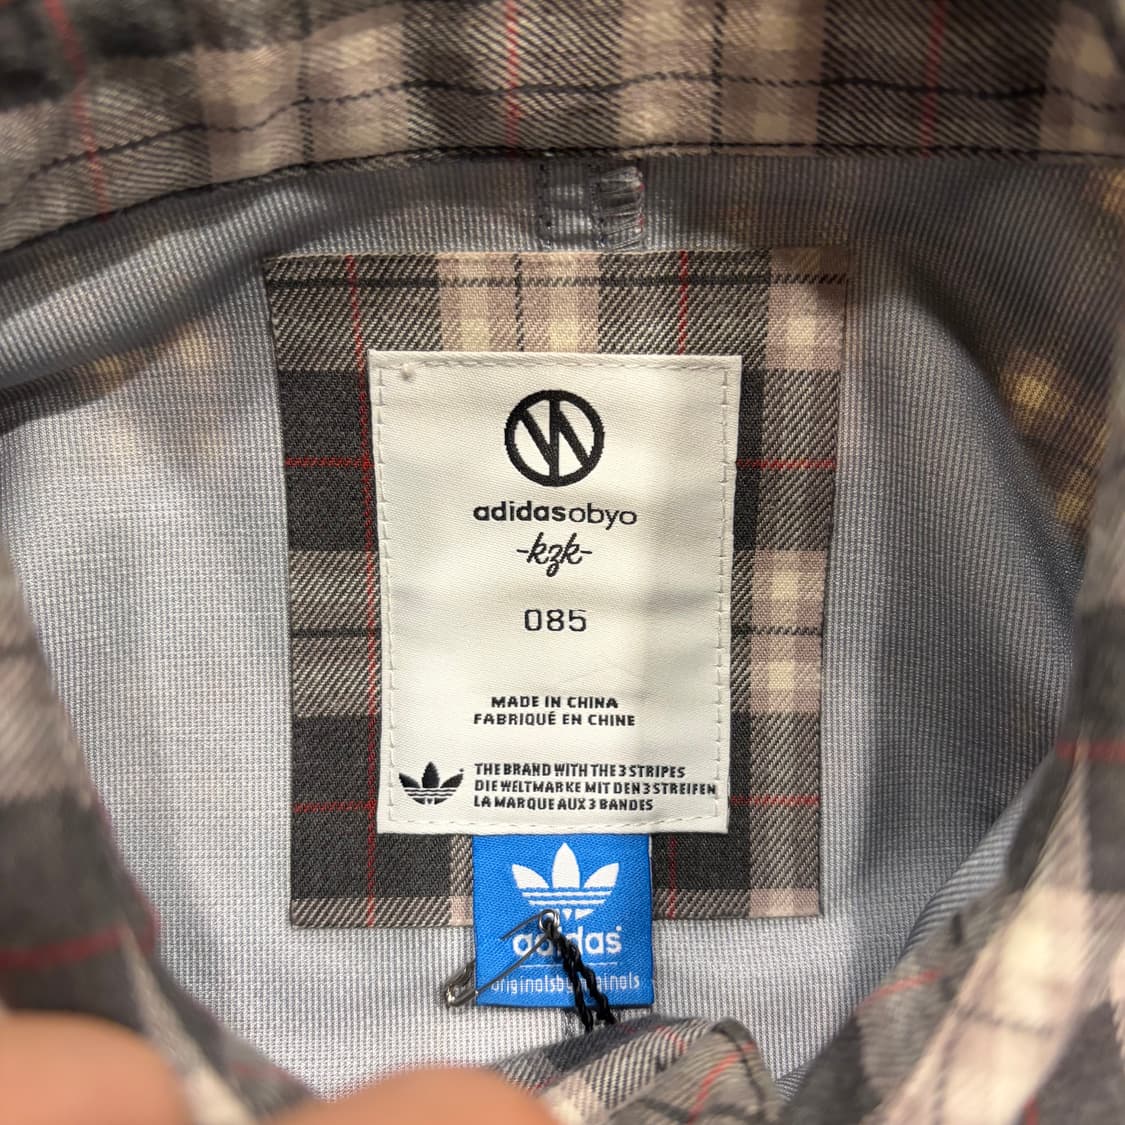 adidasobyo
-kzk-
085
MADE IN CHINA
FABRIQUÉ EN CHINE
THE BRAND WITH THE 3 STRIPES
DIE WELTMARKE MIT DEN 3 STREIFEN
LA MARQUE AUX 3 BANDES
adidas
originalsbyoriginals